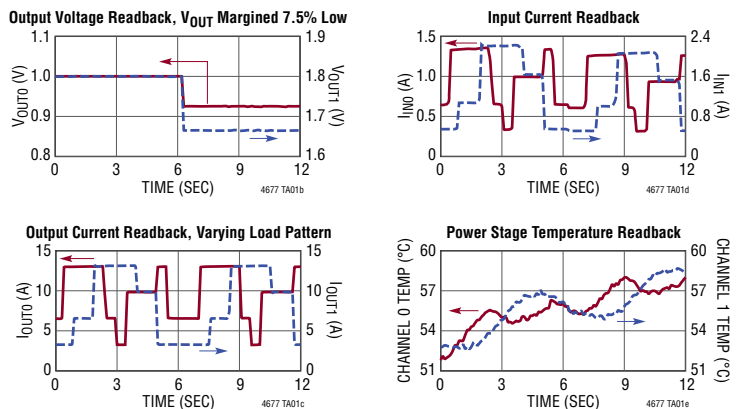 Output Voltage Readback, VOUT Margined 7.5% Low
1.1
1.0
0.9
0.8
VOUT0 (V)
1.9
1.8
1.7
1.6
VOUT1 (V)
0 3 6 9 12
TIME (SEC)
4677 TA01b
Input Current Readback
1.5
1.0
0.5
0
IIN0 (A)
2.4
1.6
0.8
0
IIN1 (A)
0 3 6 9 12
TIME (SEC)
4677 TA01d
Output Current Readback, Varying Load Pattern
15
10
5
0
IOUT0 (A)
15
10
5
0
IOUT1 (A)
0 3 6 9 12
TIME (SEC)
4677 TA01c
Power Stage Temperature Readback
60
57
54
51
CHANNEL 0 TEMP (°C)
60
57
55
51
CHANNEL 1 TEMP (°C)
0 3 6 9 12
TIME (SEC)
4677 TA01e